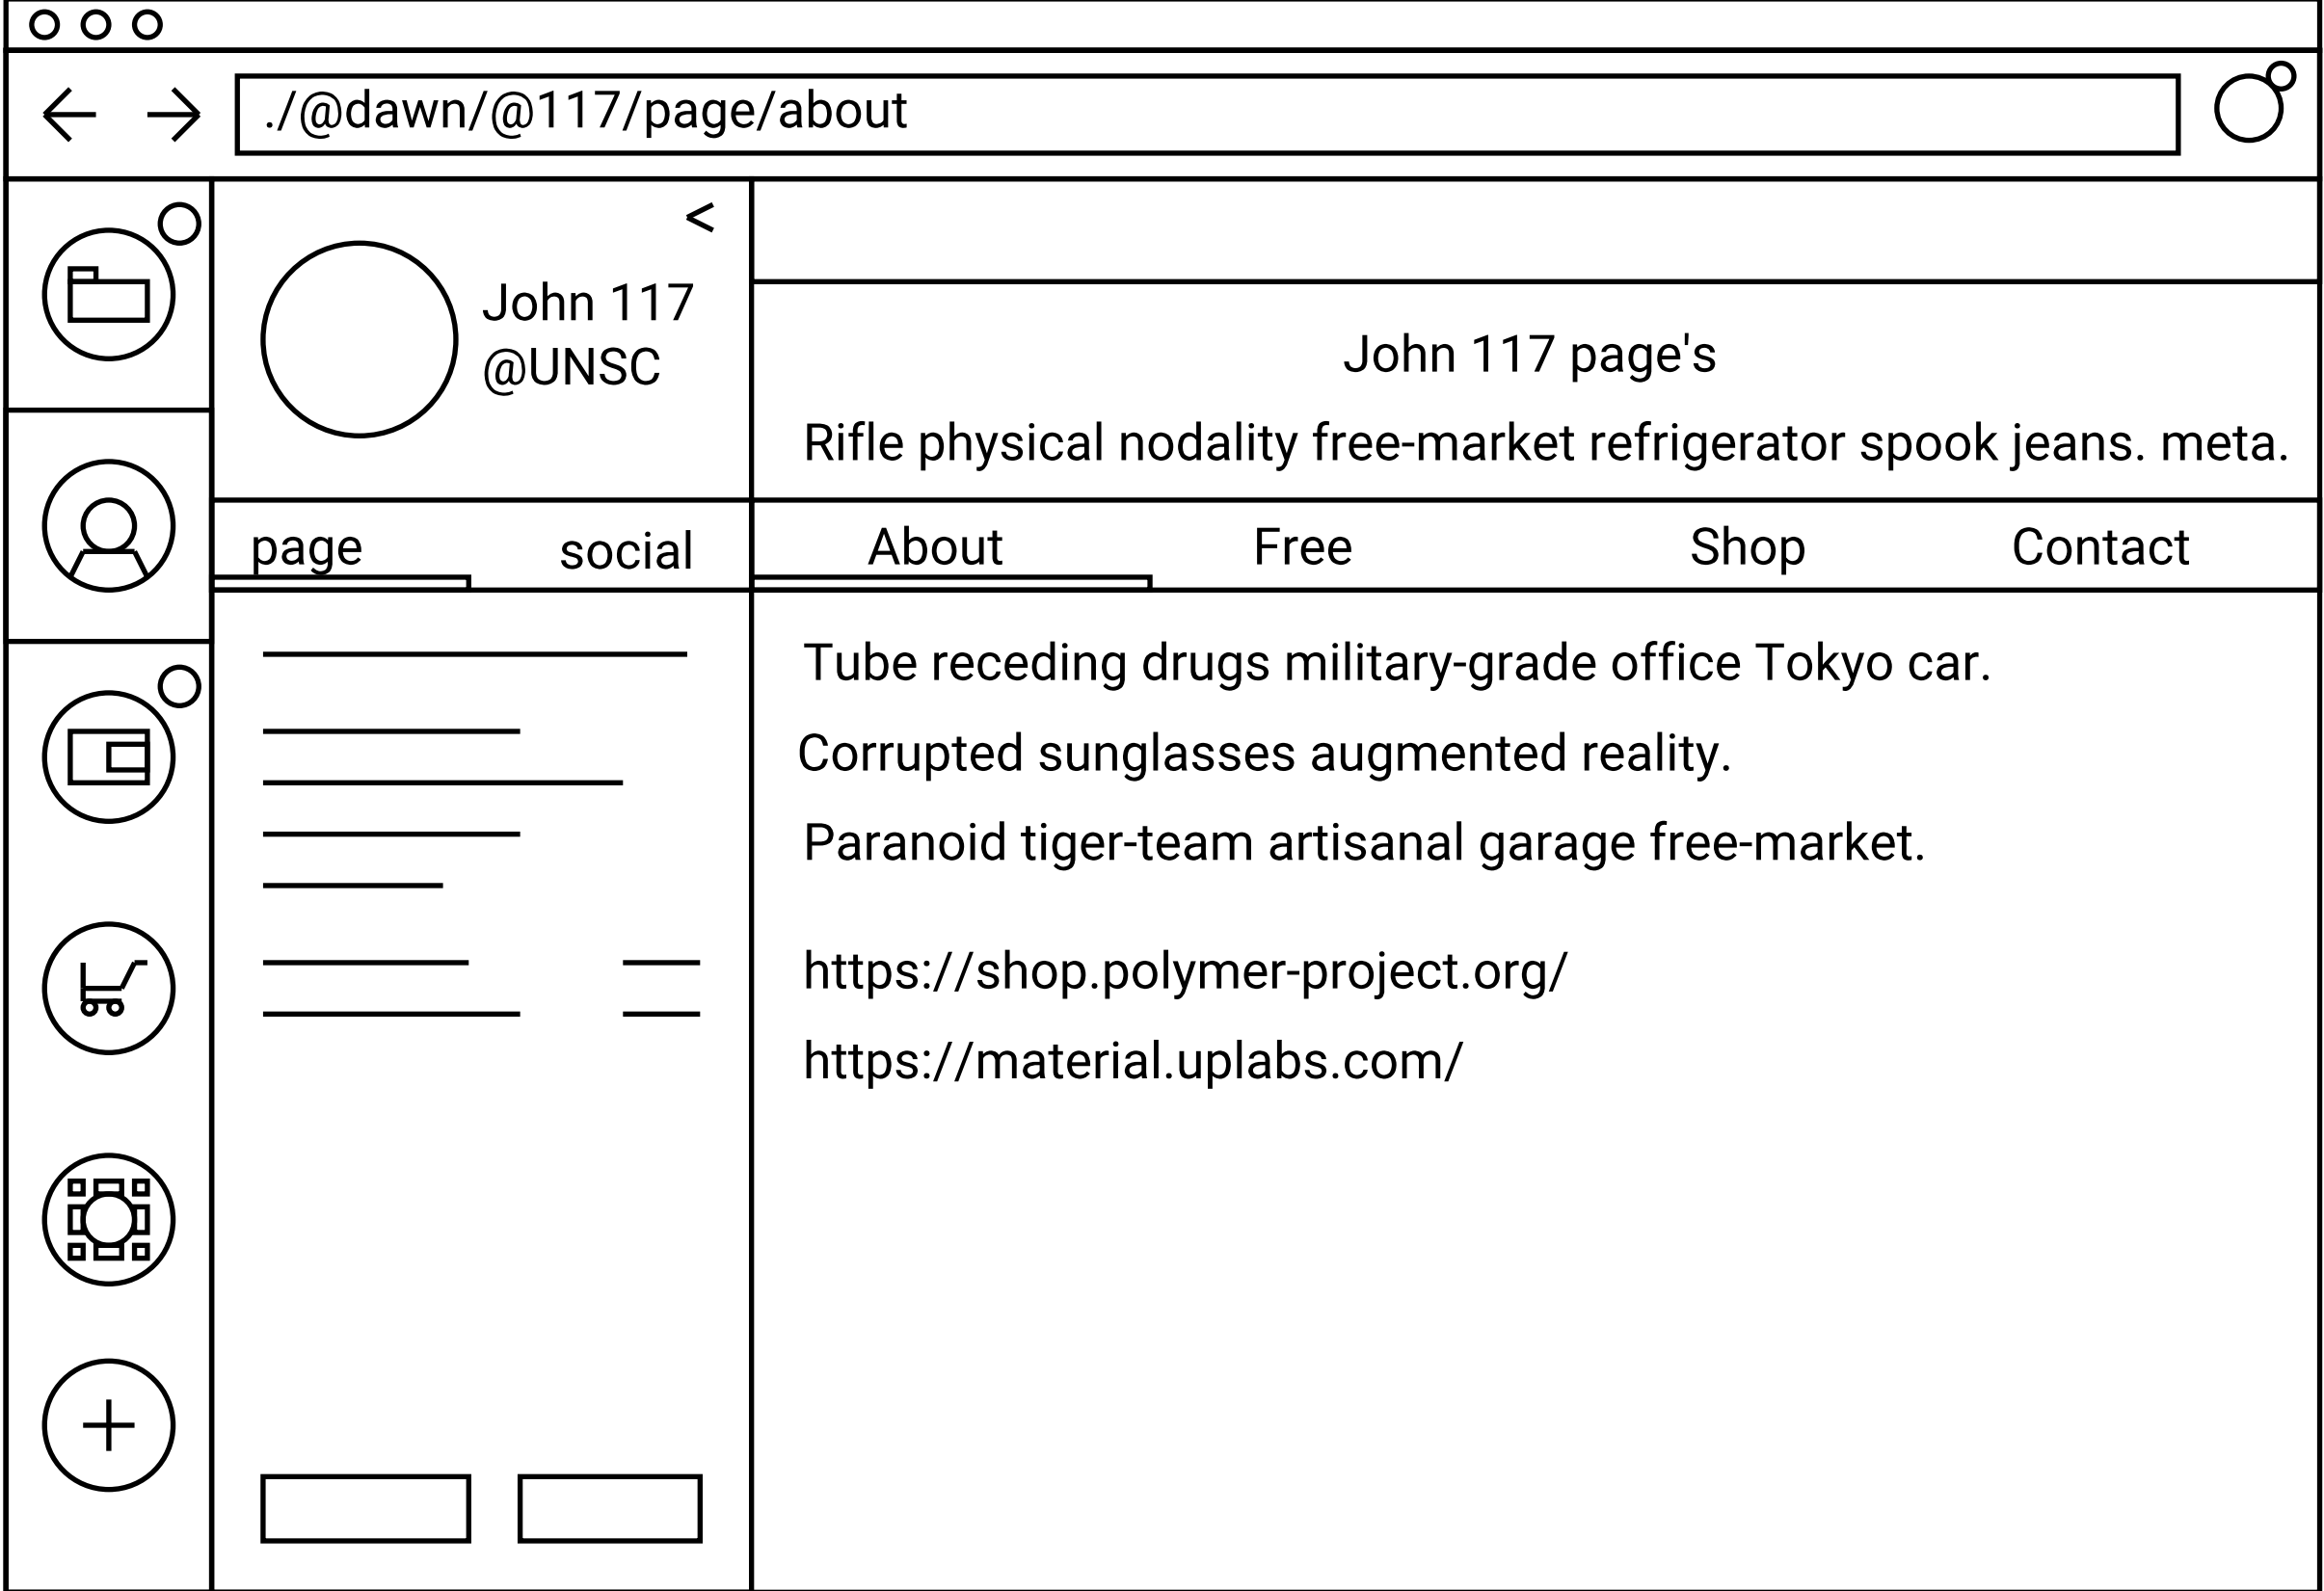 ./@dawn/@117/page/about
John 117
@UNSC
page social
John 117 page's
Rifle physical nodality free-market refrigerator spook jeans. meta.
About Free Shop Contact
Tube receding drugs military-grade office Tokyo car.
Corrupted sunglasses augmented reality.
Paranoid tiger-team artisanal garage free-market.
https://shop.polymer-project.org/
https://material.uplabs.com/